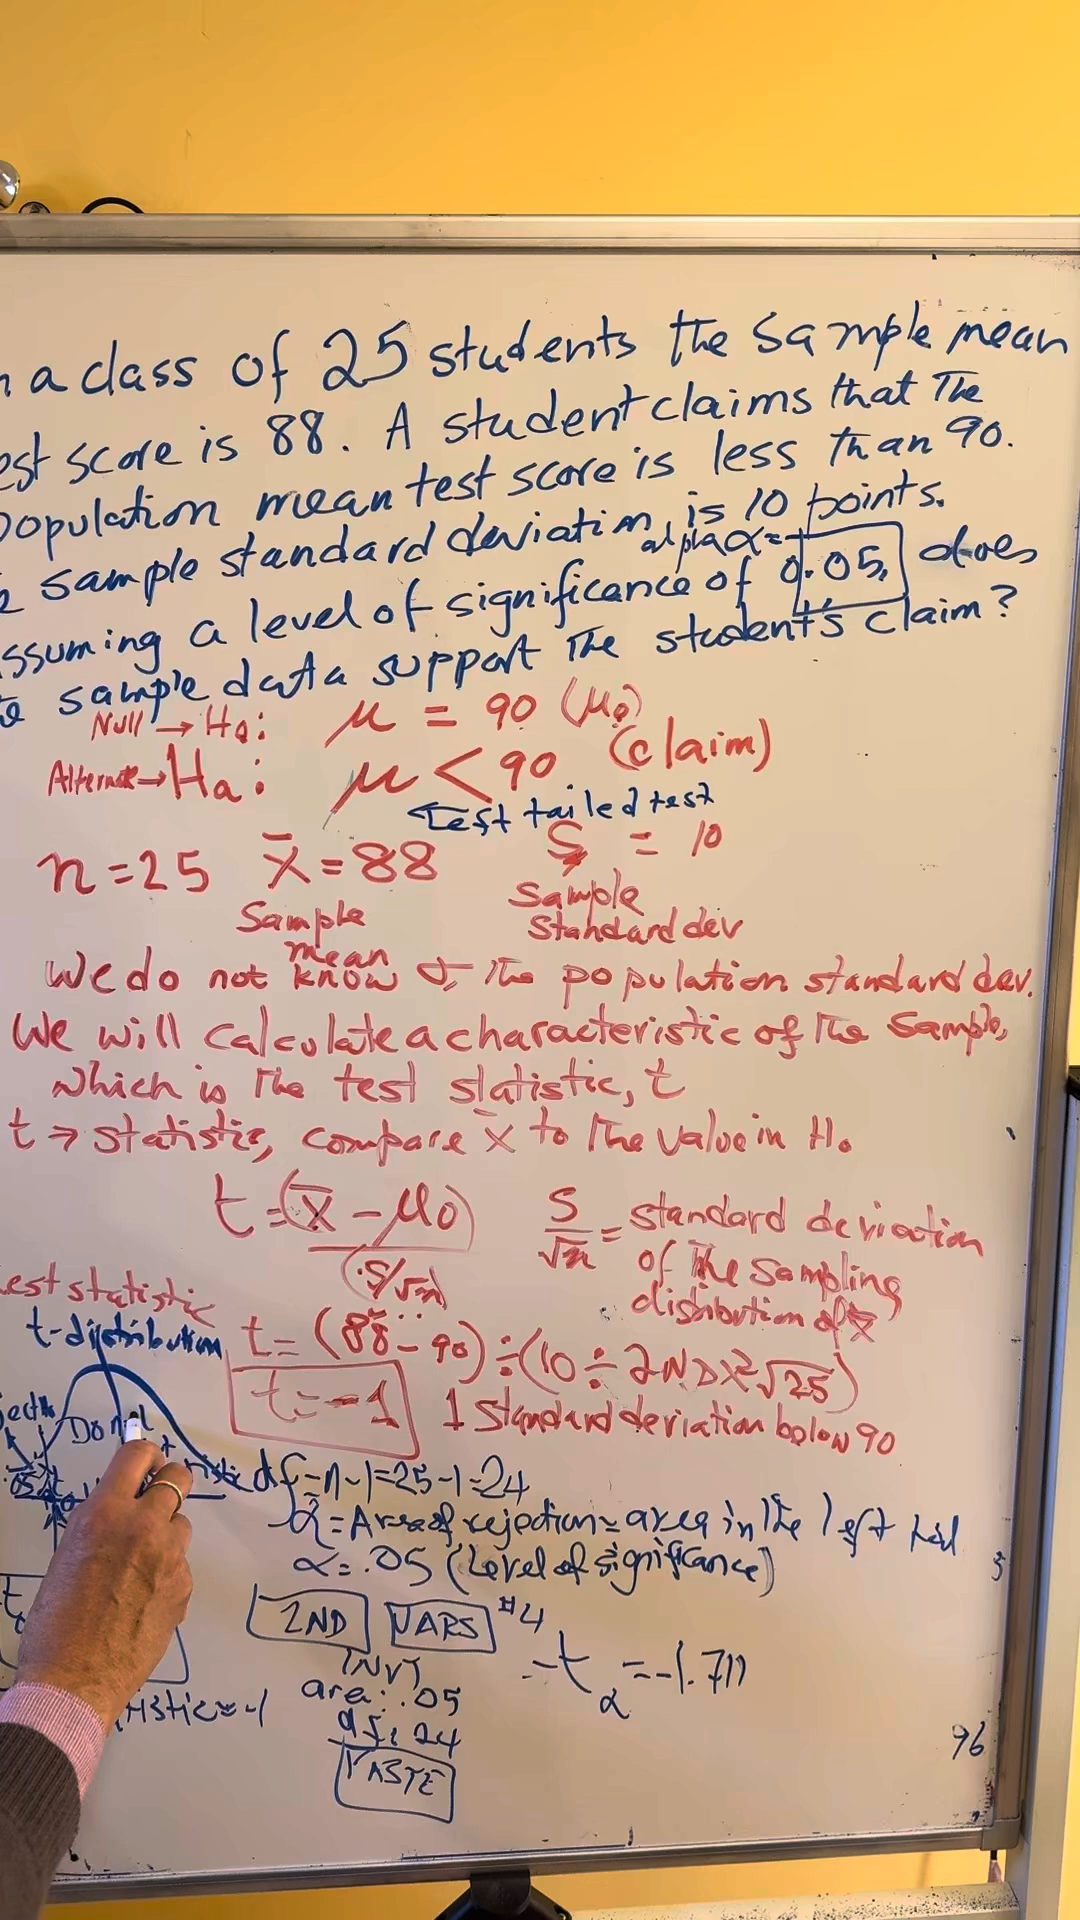 a class of 25 students the sample mean
est score is 88. A student claims that The
population mean test score is less than 90.
sample standard deviation is 10 points.
alpha α =
ssuming a level of significance of 0.05, does
sample data support The student's claim?
Null → H₀: μ = 90 (μ₀)
Alternate → Ha: μ < 90 (claim)
← Left tailed test
n = 25 x̄ = 88 S = 10
Sample mean
Sample Standard dev
We do not know σ, The population standard dev.
We will calculate a characteristic of The Sample,
which is The test statistic, t
t → statistic, compare x̄ to The value in H₀
t = (x̄ - μ₀)
(S/√n)
S/√n = standard deviation
of The sampling
distribution of x̄
est statistic
t-distribution
t = (88 - 90) ÷ (10 ÷ 2ND X² √25)
t = -1
1 Standard deviation below 90
Do not
df = n - 1 = 25 - 1 = 24
α = Area of rejection = area in The left tail
α = .05 (Level of significance)
2ND VARS #4
INVT
area: .05
df: 24
PASTE
-t α = -1.711
istic = -1
96